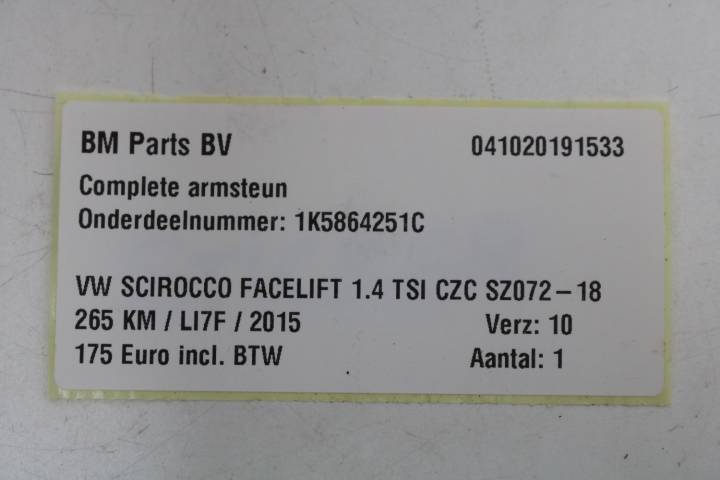 BM Parts BV 041020191533
Complete armsteun
Onderdeelnummer: 1K5864251C
VW SCIROCCO FACELIFT 1.4 TSI CZC SZ072-18
265 KM / LI7F / 2015 Verz: 10
175 Euro incl. BTW Aantal: 1